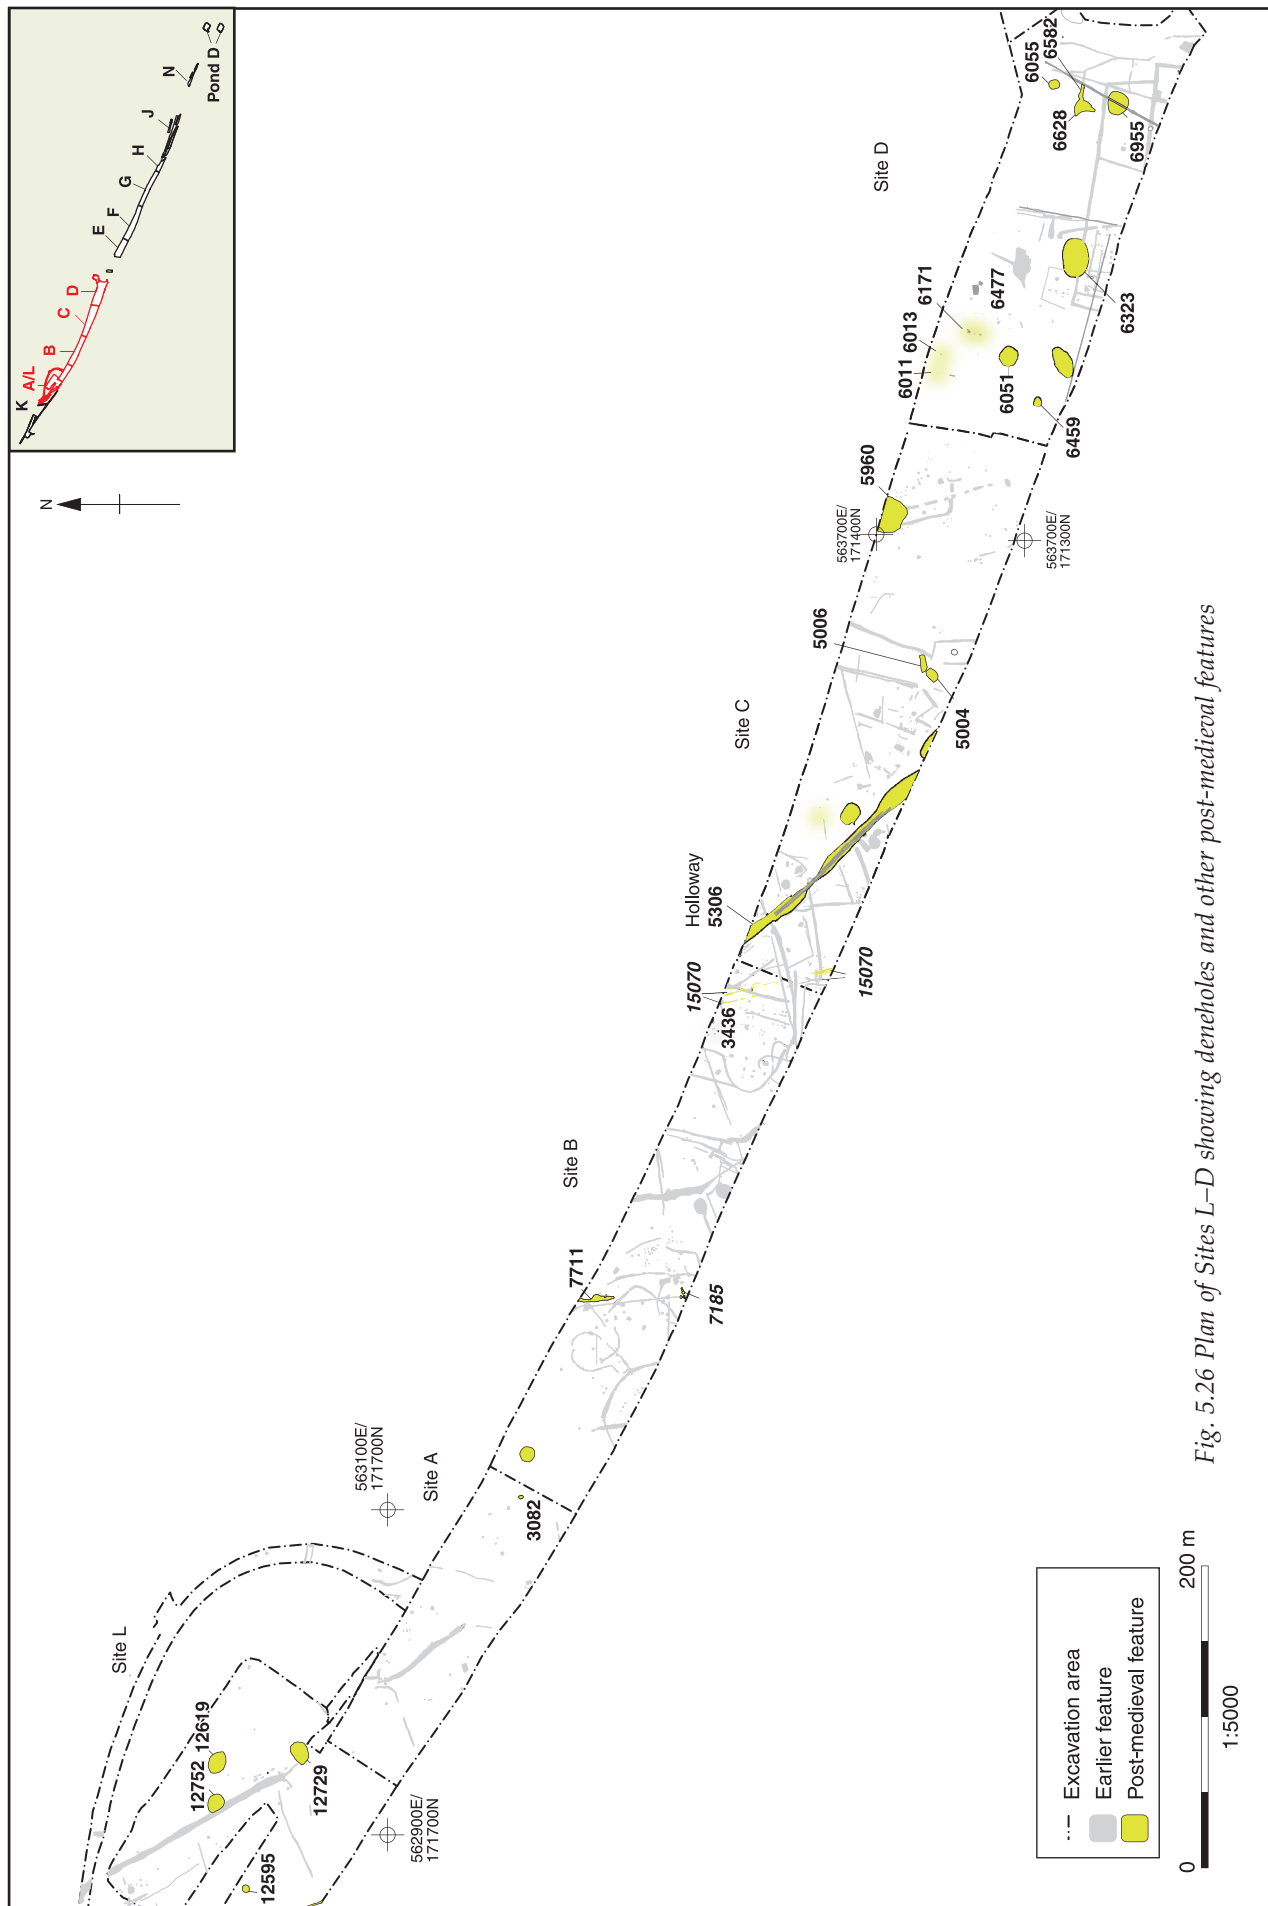 K
A/L
B
C
D
E
F
G
H
J
N
Pond D
N
Site L
12752
12619
12729
12595
562900E/
171700N
563100E/
171700N
Site A
3082
Site B
7711
7185
15070
3436
15070
Holloway
5306
Site C
5004
5006
563700E/
171400N
563700E/
171300N
5960
Site D
6011
6013
6171
6477
6051
6459
6323
6055
6582
6628
6955
Excavation area
Earlier feature
Post-medieval feature
0
200 m
1:5000
Fig. 5.26 Plan of Sites L–D showing deneholes and other post-medieval features